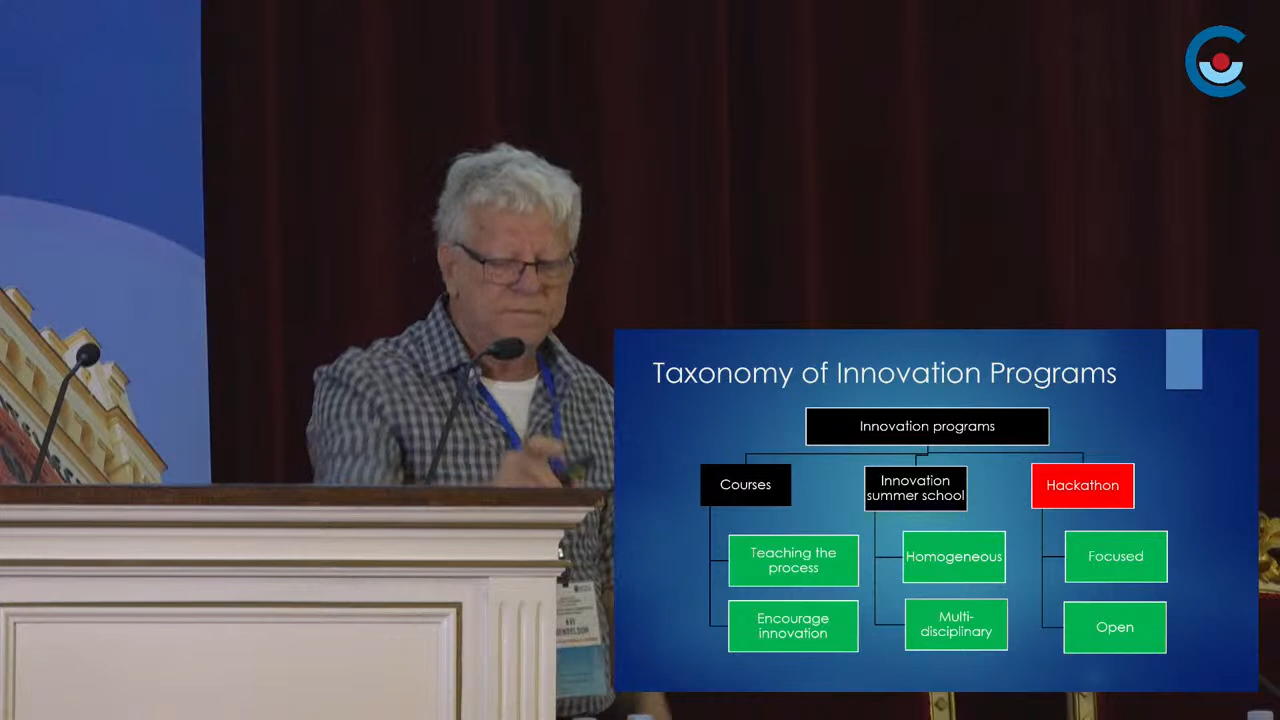 Taxonomy of Innovation Programs
Innovation programs
Courses
Innovation
summer school
Hackathon
Teaching the
process
Homogeneous
Focused
Encourage
innovation
Multi-
disciplinary
Open